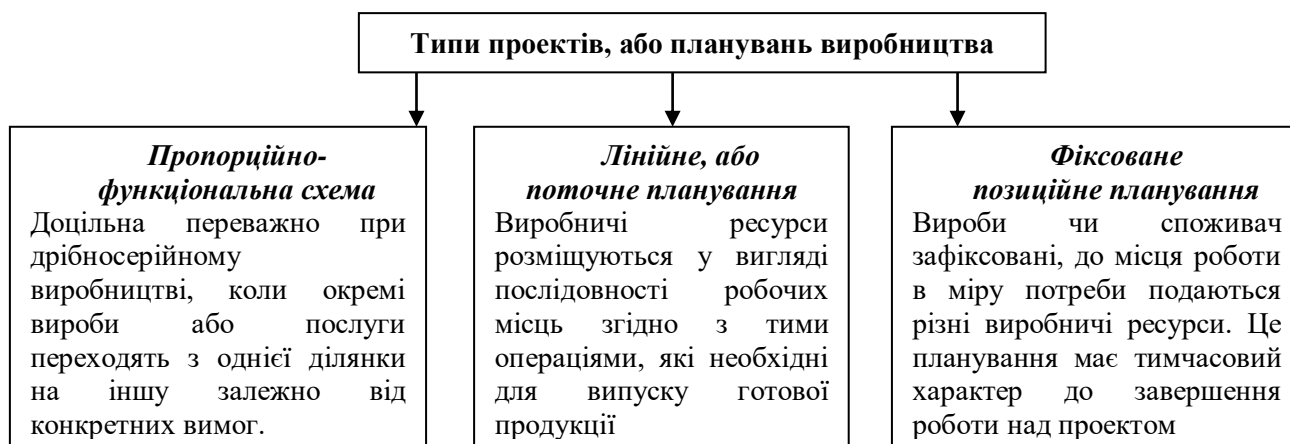 Типи проектів, або планувань виробництва
Пропорційно-
функціональна схема
Доцільна переважно при
дрібносерійному
виробництві, коли окремі
вироби або послуги
переходять з однієї ділянки
на іншу залежно від
конкретних вимог.
Лінійне, або
поточне планування
Виробничі ресурси
розміщуються у вигляді
послідовності робочих
місць згідно з тими
операціями, які необхідні
для випуску готової
продукції
Фіксоване
позиційне планування
Вироби чи споживач
зафіксовані, до місця роботи
в міру потреби подаються
різні виробничі ресурси. Це
планування має тимчасовий
характер до завершення
роботи над проектом